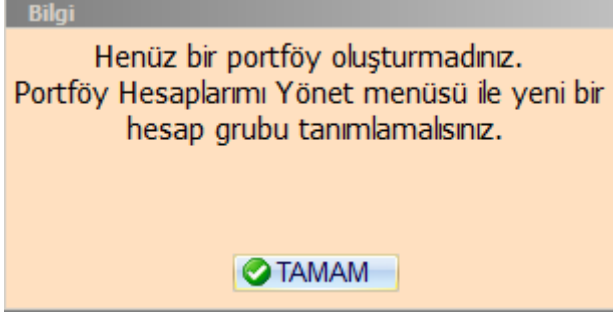 Bilgi
Henüz bir portföy oluşturmadınız.
Portföy Hesaplarımı Yönet menüsü ile yeni bir
hesap grubu tanımlamalısınız.
TAMAM